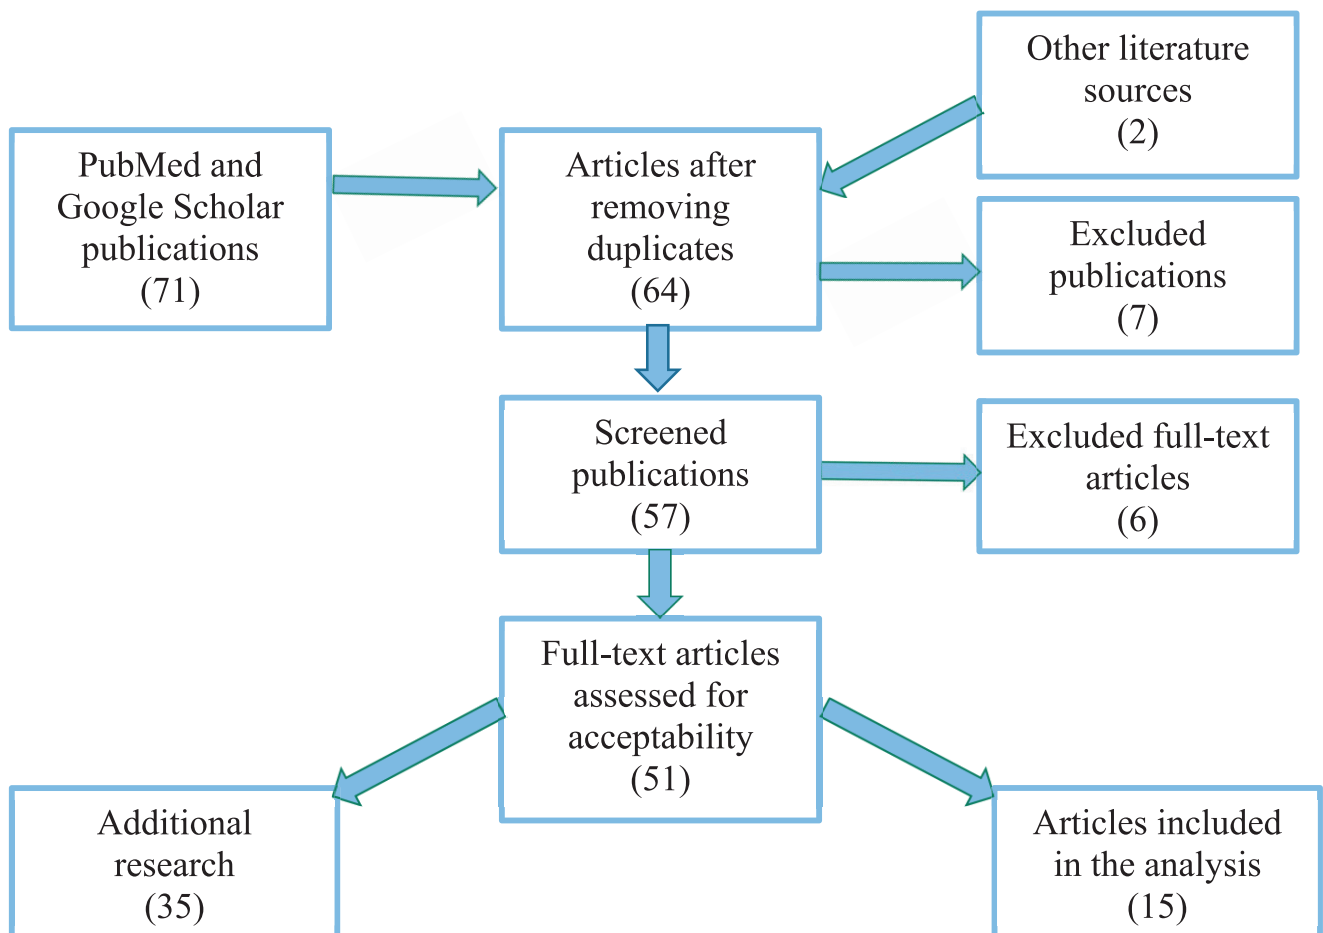 Other literature
sources
(2)
PubMed and
Google Scholar
publications
(71)
Articles after
removing
duplicates
(64)
Excluded
publications
(7)
Screened
publications
(57)
Excluded full-text
articles
(6)
Full-text articles
assessed for
acceptability
(51)
Additional
research
(35)
Articles included
in the analysis
(15)